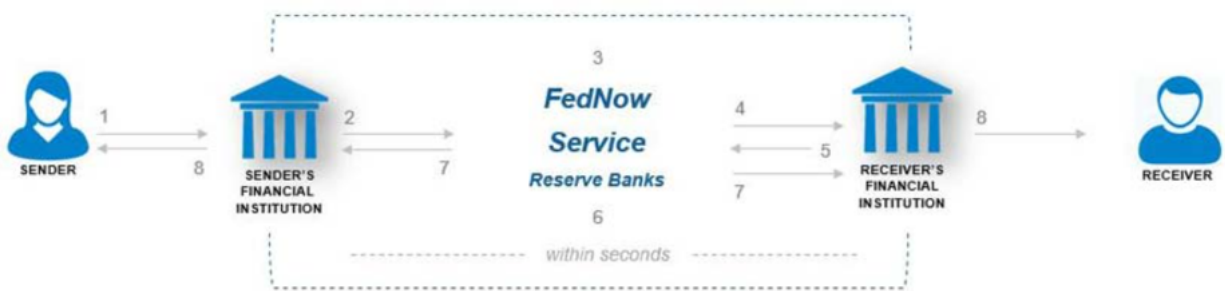 3
FedNow
Service
Reserve Banks
6
within seconds
1
8
SENDER
SENDER'S
FINANCIAL
INSTITUTION
2
7
4
5
7
RECEIVER'S
FINANCIAL
INSTITUTION
8
RECEIVER